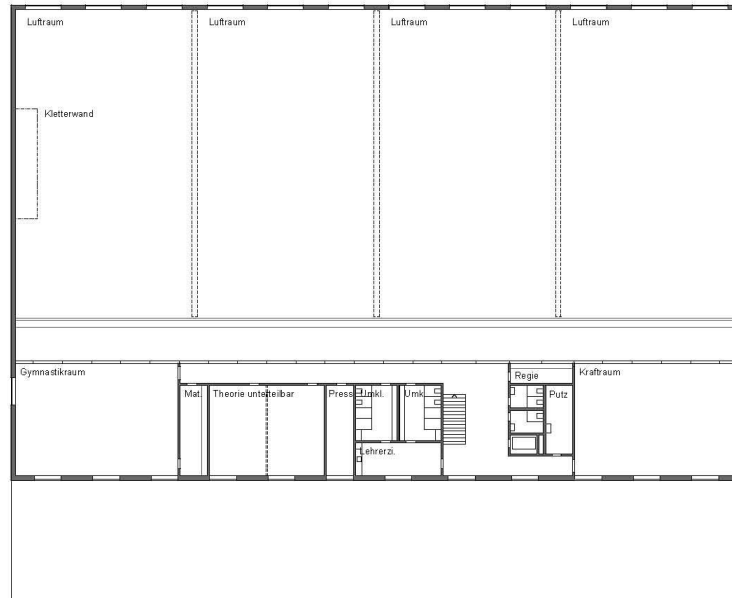 Luftraum
Luftraum
Luftraum
Luftraum
Kletterwand
Gymnastikraum
Mat.
Theorie unterteilbar
Press
Umkl.
Umk
Lehrerzi.
Regie
Putz
Kraftraum